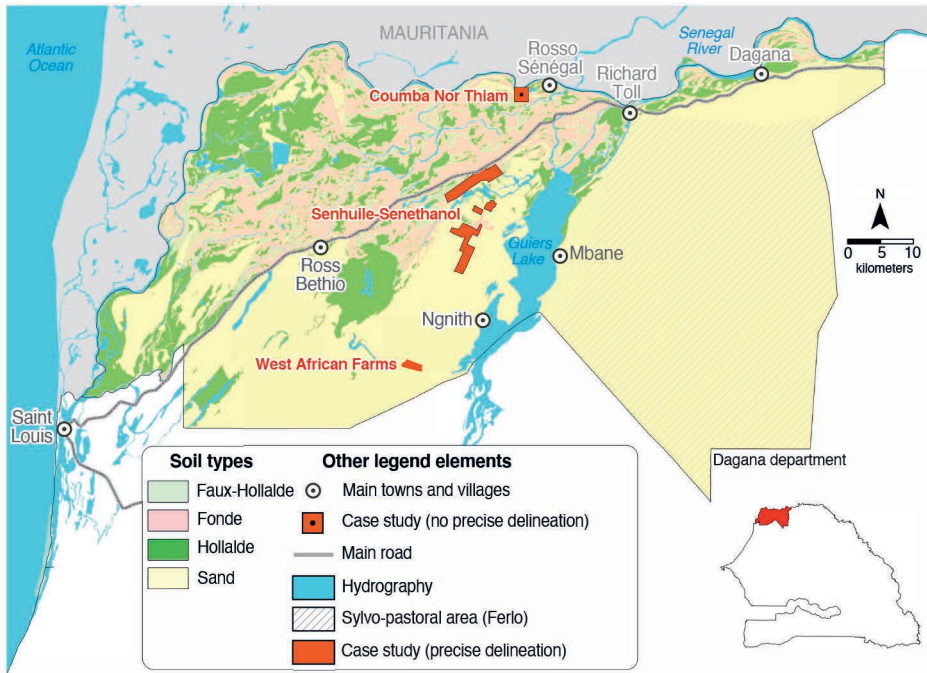 MAURITANIA
Atlantic
Ocean
Senegal
River
Rosso
Sénégal
Dagana
Richard
Toll
Coumba Nor Thiam
Senhuile-Senethanol
N
0 5 10
kilometers
Guiers
Lake
Mbane
Ross
Bethio
Ngnith
West African Farms
Saint
Louis
Dagana department
Soil types
Faux-Hollalde
Fonde
Hollalde
Sand
Other legend elements
Main towns and villages
Case study (no precise delineation)
Main road
Hydrography
Sylvo-pastoral area (Ferlo)
Case study (precise delineation)